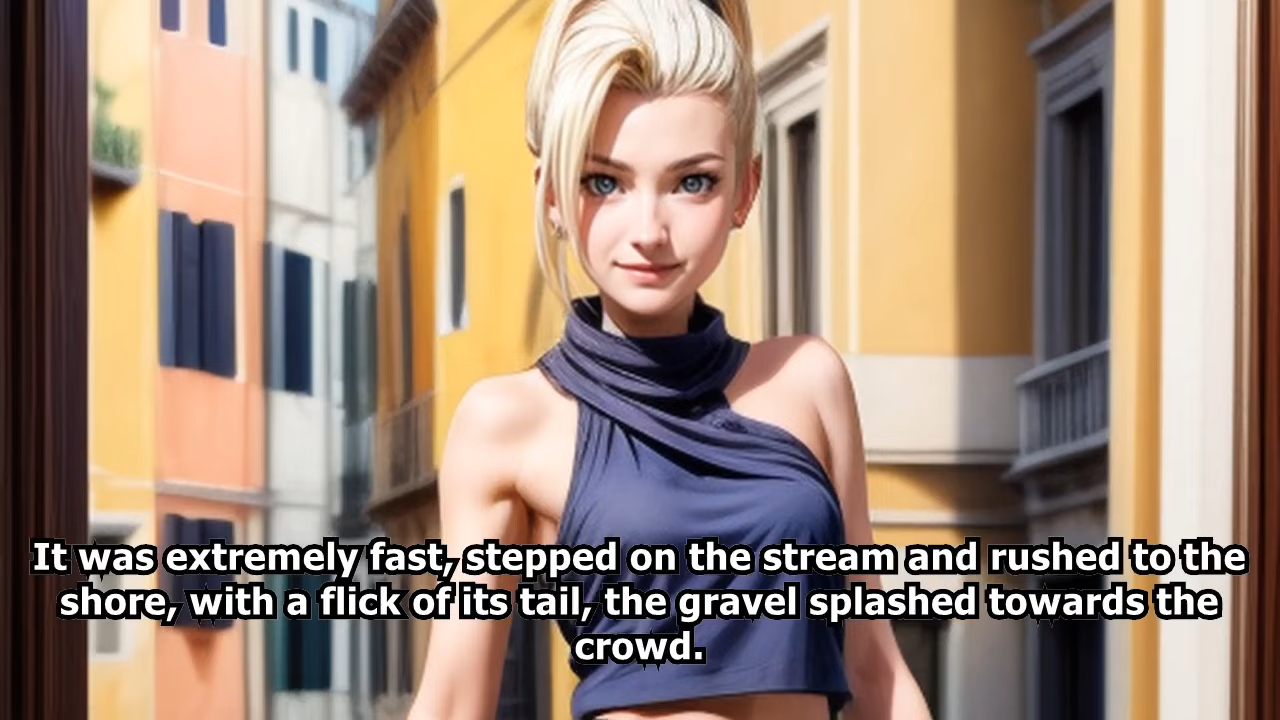 It was extremely fast, stepped on the stream and rushed to the
shore, with a flick of its tail, the gravel splashed towards the
crowd.